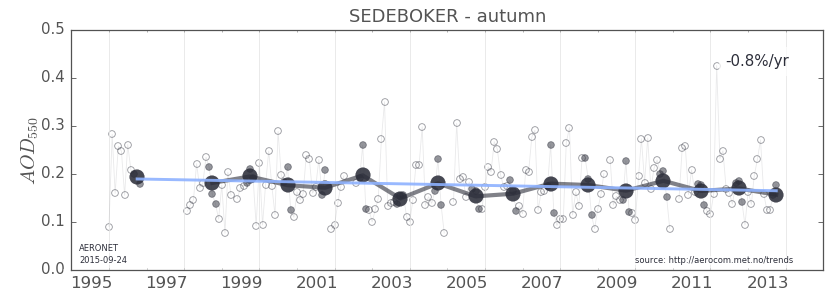 SEDEBOKER - autumn
0.5
0.4
0.3
0.2
0.1
0.0
AOD550
-0.8%/yr
AERONET
2015-09-24
source: http://aerocom.met.no/trends
1995 1997 1999 2001 2003 2005 2007 2009 2011 2013